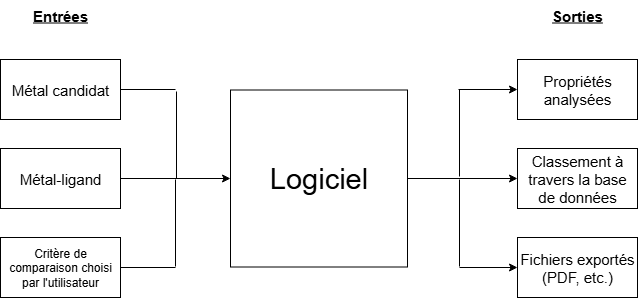 Entrées
Sorties
Métal candidat
Métal-ligand
Critère de
comparaison choisi
par l'utilisateur
Logiciel
Propriétés
analysées
Classement à
travers la base
de données
Fichiers exportés
(PDF, etc.)